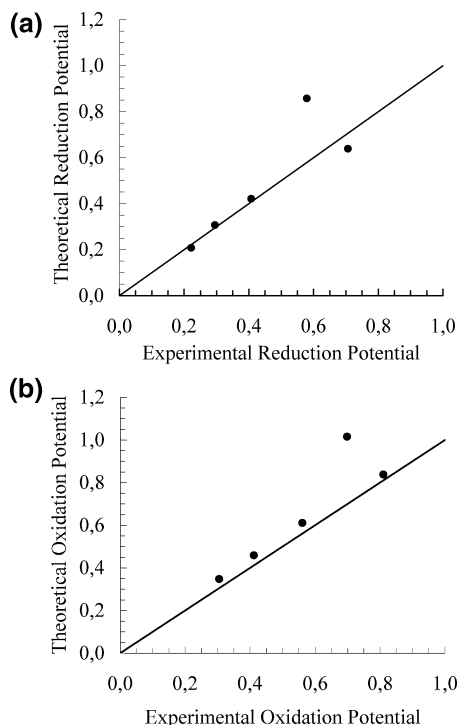 (a)
Theoretical Reduction Potential
1,2
1,0
0,8
0,6
0,4
0,2
0,0
0,0 0,2 0,4 0,6 0,8 1,0
Experimental Reduction Potential
(b)
Theoretical Oxidation Potential
1,2
1,0
0,8
0,6
0,4
0,2
0,0
0,0 0,2 0,4 0,6 0,8 1,0
Experimental Oxidation Potential